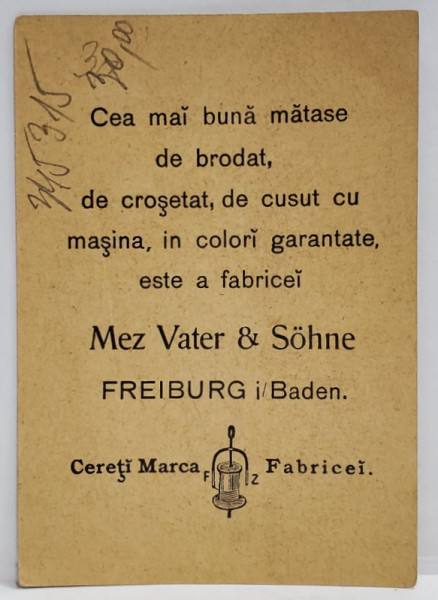 Cea maĭ bună mătase
de brodat,
de croşetat, de cusut cu
maşina, in colorĭ garantate,
este a fabriceĭ
Mez Vater & Söhne
FREIBURG i/Baden.
Cereţĭ Marca F Z Fabriceĭ.